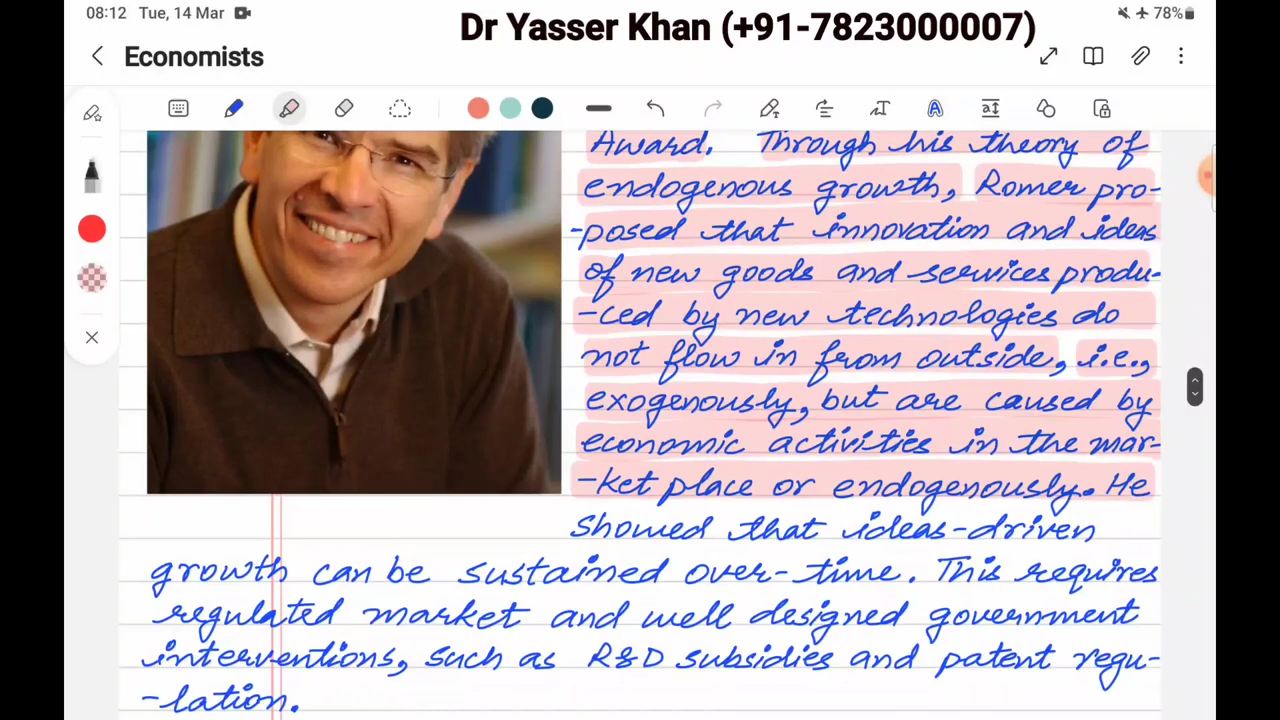 08:12 Tue, 14 Mar
Dr Yasser Khan (+91-7823000007)
78%
Economists
Award. Through his theory of
endogenous growth, Romer pro-
-posed that innovation and ideas
of new goods and services produ-
-ced by new technologies do
not flow in from outside, i.e.,
exogenously, but are caused by
economic activities in the mar-
-ket place or endogenously. He
showed that ideas-driven
growth can be sustained over-time. This requires
regulated market and well designed government
interventions, such as R&D subsidies and patent regu-
-lation.